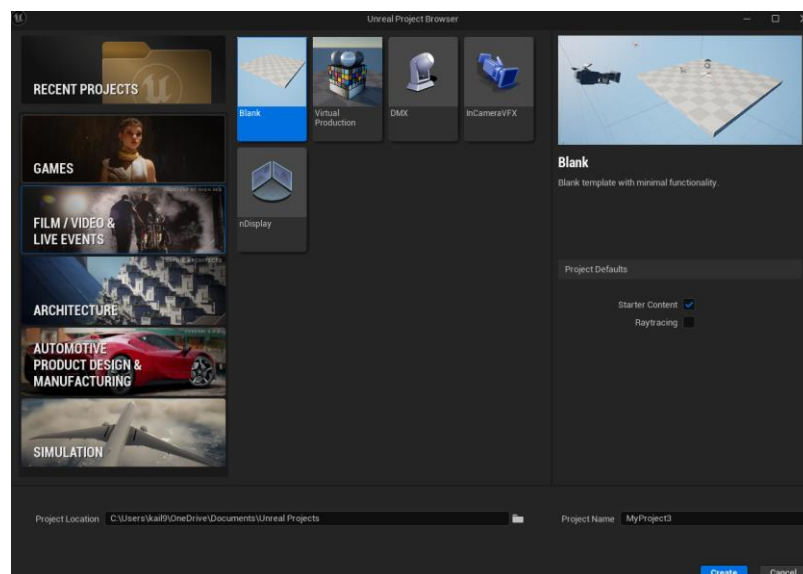 Unreal Project Browser
RECENT PROJECTS
GAMES
FILM / VIDEO &
LIVE EVENTS
ARCHITECTURE
AUTOMOTIVE
PRODUCT DESIGN &
MANUFACTURING
SIMULATION
Blank
Virtual
Production
DMX
InCameraVFX
nDisplay
Blank
Blank template with minimal functionality.
Project Defaults
Starter Content
Raytracing
Project Location
C:\Users\kail9\OneDrive\Documents\Unreal Projects
Project Name
MyProject3
Create
Cancel